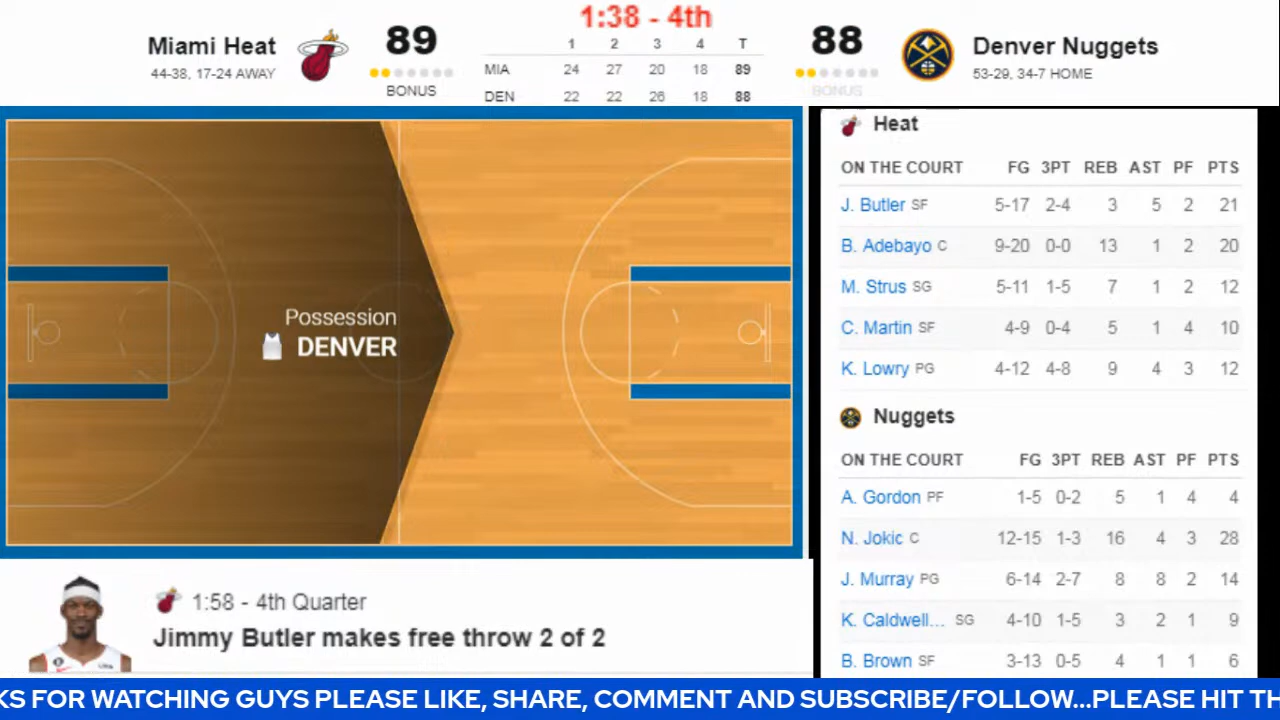 1:38 - 4th
Miami Heat
44-38, 17-24 AWAY
89
BONUS
1 2 3 4 T
MIA 24 27 20 18 89
DEN 22 22 26 18 88
88
BONUS
Denver Nuggets
53-29, 34-7 HOME
Possession
DENVER
1:58 - 4th Quarter
Jimmy Butler makes free throw 2 of 2
Heat
ON THE COURT FG 3PT REB AST PF PTS
J. Butler SF 5-17 2-4 3 5 2 21
B. Adebayo C 9-20 0-0 13 1 2 20
M. Strus SG 5-11 1-5 7 1 2 12
C. Martin SF 4-9 0-4 5 1 4 10
K. Lowry PG 4-12 4-8 9 4 3 12
Nuggets
ON THE COURT FG 3PT REB AST PF PTS
A. Gordon PF 1-5 0-2 5 1 4 4
N. Jokic C 12-15 1-3 16 4 3 28
J. Murray PG 6-14 2-7 8 8 2 14
K. Caldwell... SG 4-10 1-5 3 2 1 9
B. Brown SF 3-13 0-5 4 1 1 6
KS FOR WATCHING GUYS PLEASE LIKE, SHARE, COMMENT AND SUBSCRIBE/FOLLOW...PLEASE HIT TH